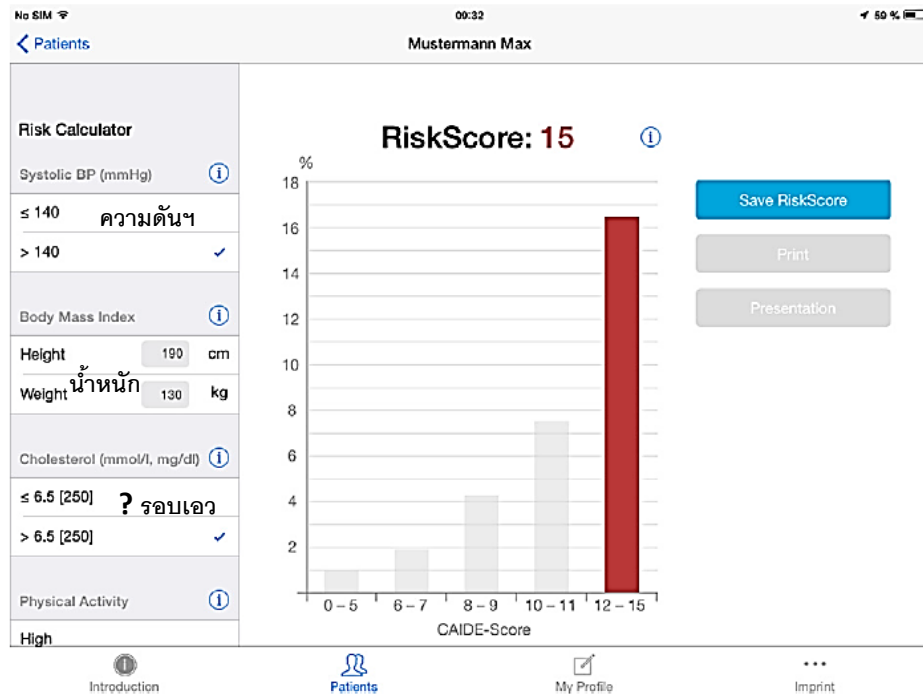 No SIM 09:32 59 %
Patients Mustermann Max
Risk Calculator
Systolic BP (mmHg)
≤ 140
ความดันฯ
> 140
Body Mass Index
Height 190 cm
น้ำหนัก
Weight 130 kg
Cholesterol (mmol/l, mg/dl)
≤ 6.5 [250]
? รอบเอว
> 6.5 [250]
Physical Activity
High
RiskScore: 15
%
18
16
14
12
10
8
6
4
2
0 – 5 6 – 7 8 – 9 10 – 11 12 – 15
CAIDE-Score
Save RiskScore
Print
Presentation
Introduction Patients My Profile Imprint